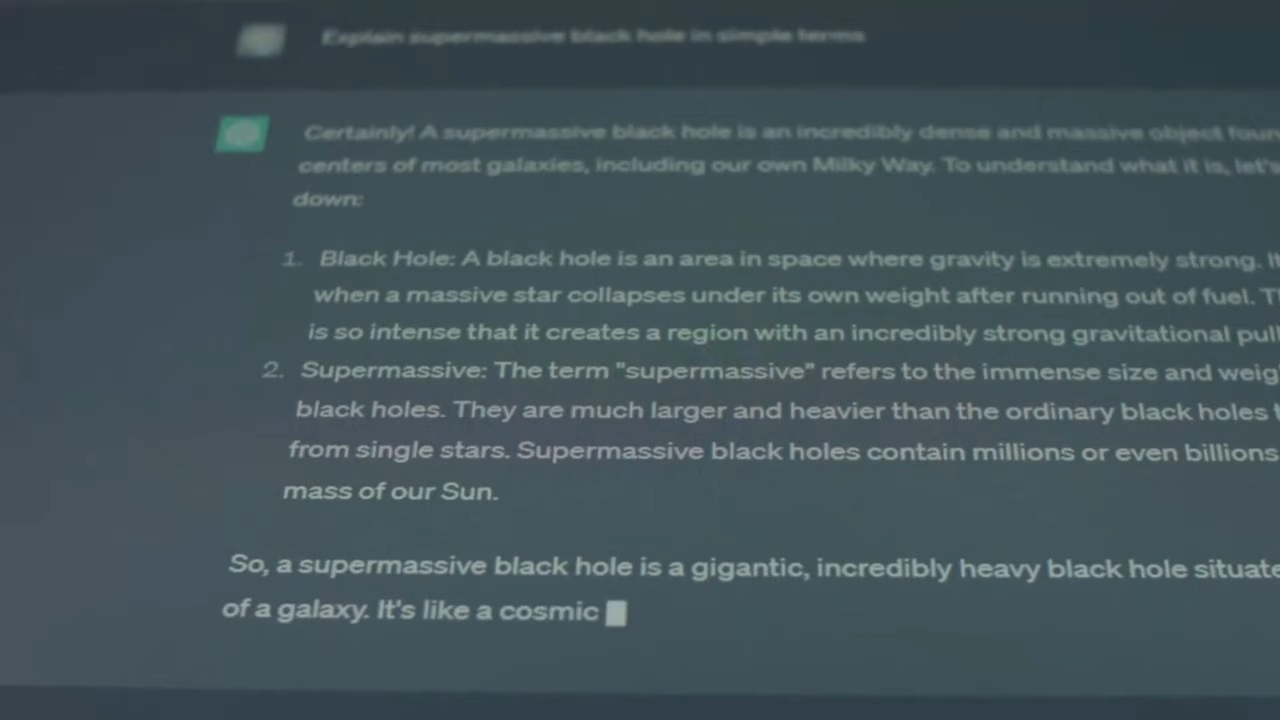 Explain supermassive black hole in simple terms
Certainly! A supermassive black hole is an incredibly dense and massive object
centers of most galaxies, including our own Milky Way. To understand what it is, let's
down:
1. Black Hole: A black hole is an area in space where gravity is extremely strong.
when a massive star collapses under its own weight after running out of fuel.
is so intense that it creates a region with an incredibly strong gravitational pull
2. Supermassive: The term "supermassive" refers to the immense size and
black holes. They are much larger and heavier than the ordinary black holes
from single stars. Supermassive black holes contain millions or even billions
mass of our Sun.
So, a supermassive black hole is a gigantic, incredibly heavy black hole
of a galaxy. It's like a cosmic